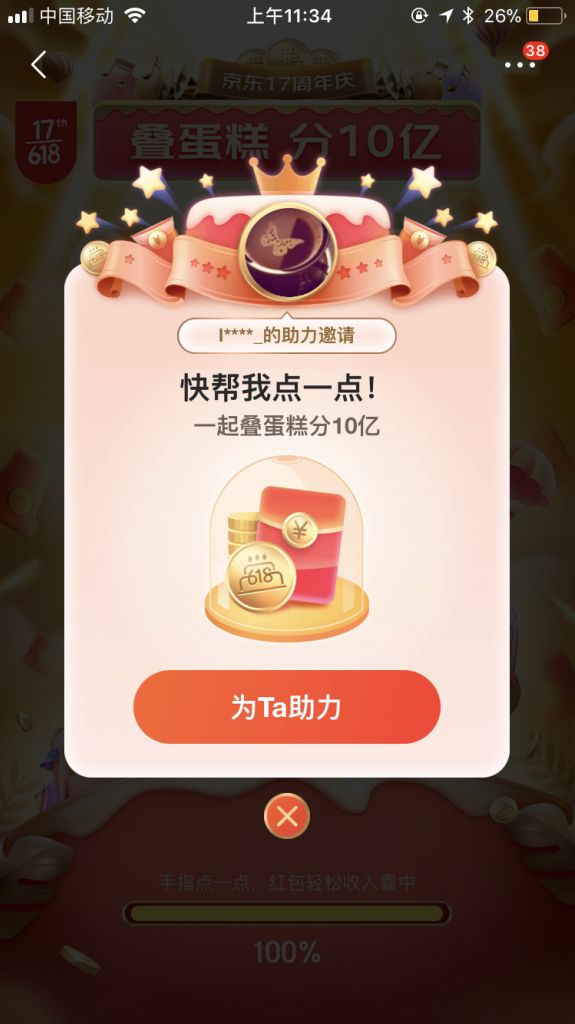 中国移动
上午11:34
26%
38
京东17周年庆
17th
618
叠蛋糕 分10亿
l****_的助力邀请
快帮我点一点！
一起叠蛋糕分10亿
¥
618
为Ta助力
手指点一点，红包轻松收入囊中
100%